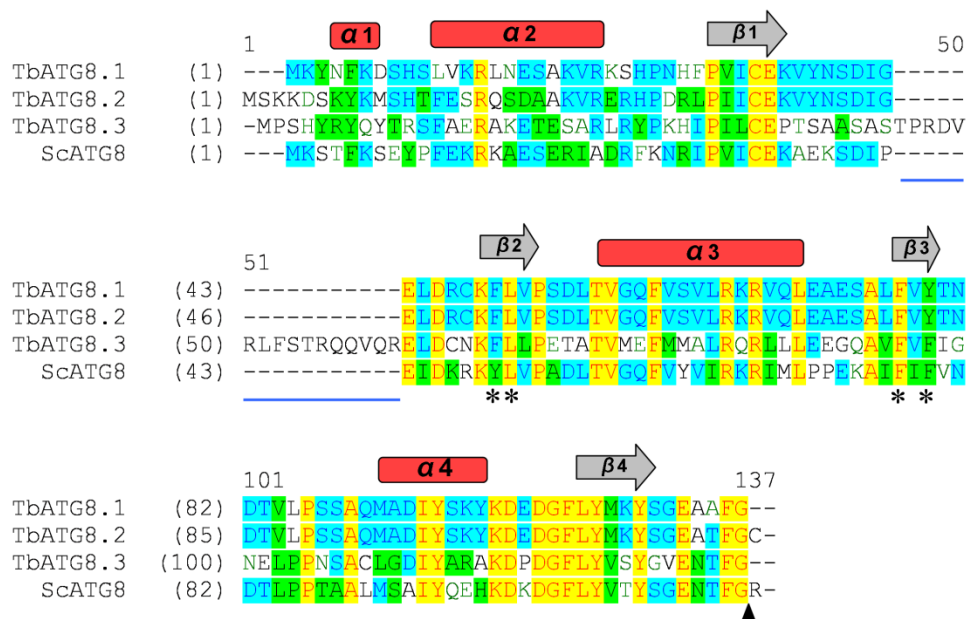 α1 α2 β1
1 50
TbATG8.1 (1) ---MKYNFKDSHSLVKRLNESAKVRKSHPNHFPVICEKVYNSDIG-----
TbATG8.2 (1) MSKKDSKYKMSHTFESRQSDAAKVRERHPDRLPIICEKVYNSDIG-----
TbATG8.3 (1) -MPSHYRYQYTRSFAERAKETESARLRYPKHIPILCEPTSAASASTPRDV
ScATG8 (1) ---MKSTFKSEYPFEKRKAESERIADRFKNRIPVICEKAEKSDIP-----
β2 α3 β3
51
TbATG8.1 (43) -----------ELDRCKFLVPSDLTVGQFVSVLRKRVQLEAESALFVYTN
TbATG8.2 (46) -----------ELDRCKFLVPSDLTVGQFVSVLRKRVQLEAESALFVYTN
TbATG8.3 (50) RLFSTRQQVQRELDCNKFLLPETATVMEFMMALRQRLLLEEGQAVFVFIG
ScATG8 (43) -----------EIDKRKYLVPADLTVGQFVYVIRKRIMLPPEKAIFIFVN
** * *
α4 β4
101 137
TbATG8.1 (82) DTVLPSSAQMADIYSKYKDEDGFLYMKYSGEAAFG--
TbATG8.2 (85) DTVLPSSAQMADIYSKYKDEDGFLYMKYSGEATFGC-
TbATG8.3 (100) NELPPNSACLGDIYARAKDPDGFLYVSYGVENTFG--
ScATG8 (82) DTLPPTAALMSAIYQEHKDKDGFLYVTYSGENTFGR-